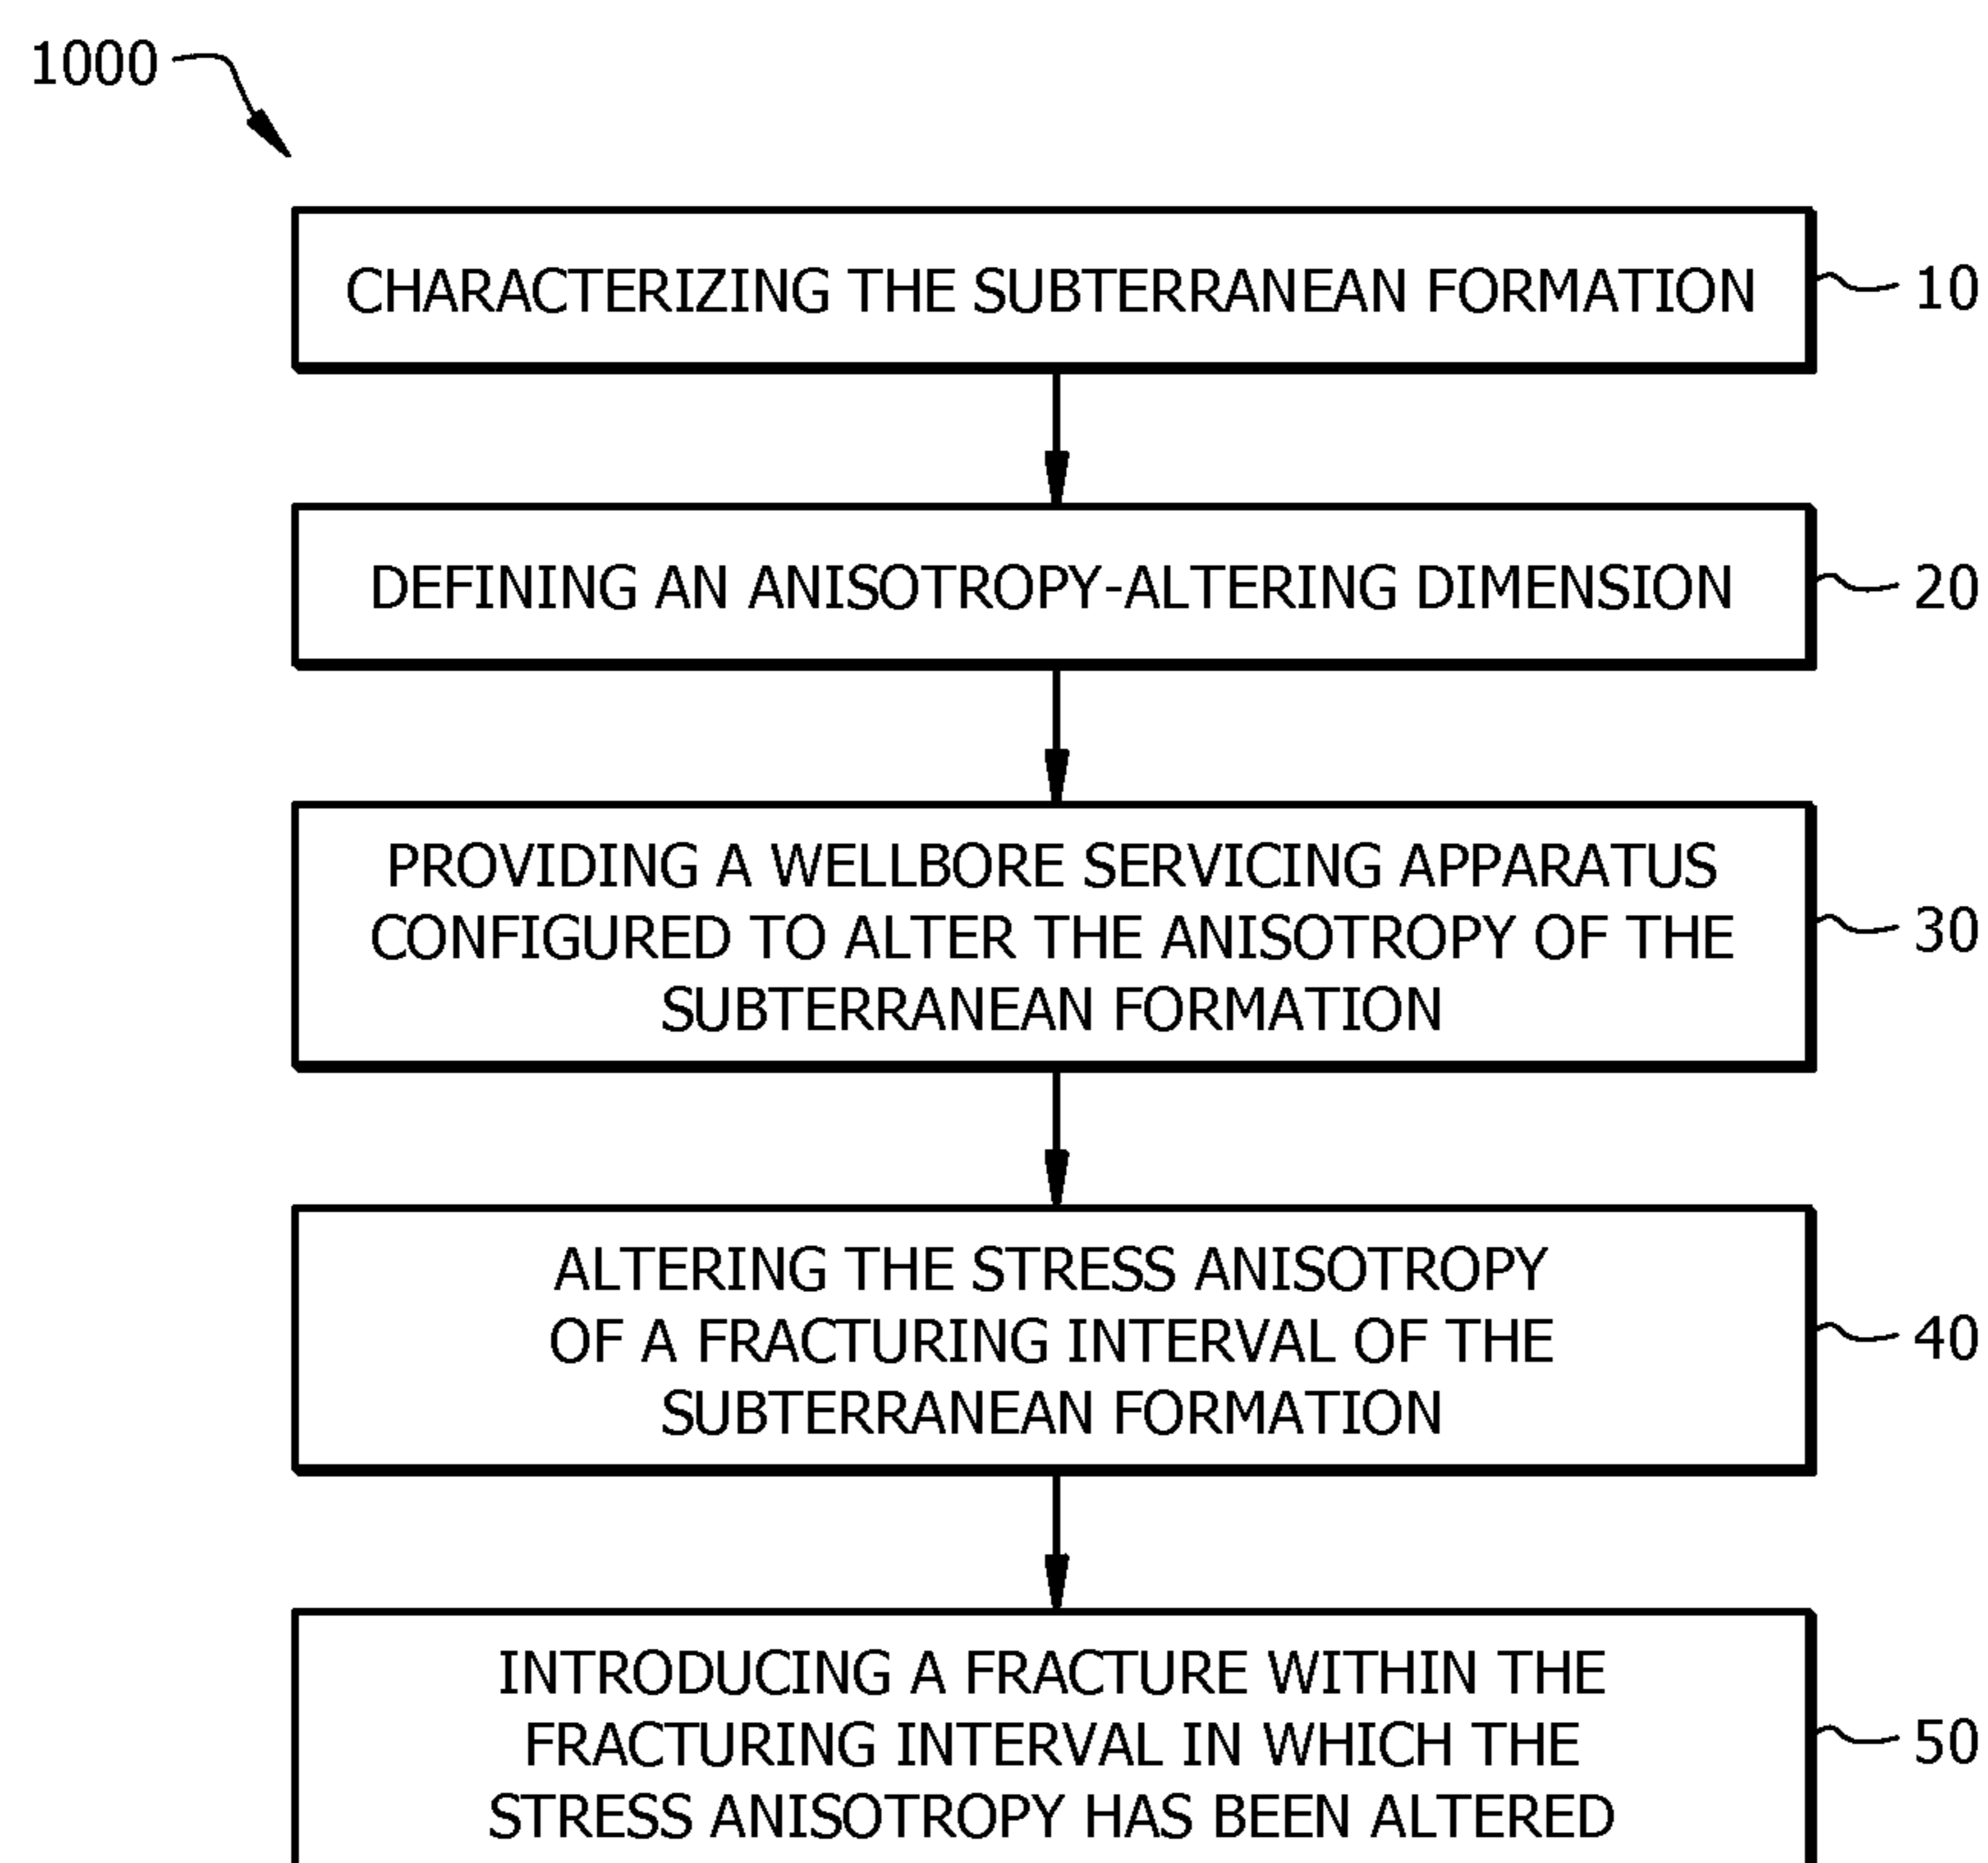 1000
CHARACTERIZING THE SUBTERRANEAN FORMATION
10
DEFINING AN ANISOTROPY-ALTERING DIMENSION
20
PROVIDING A WELLBORE SERVICING APPARATUS
CONFIGURED TO ALTER THE ANISOTROPY OF THE
SUBTERRANEAN FORMATION
30
ALTERING THE STRESS ANISOTROPY
OF A FRACTURING INTERVAL OF THE
SUBTERRANEAN FORMATION
40
INTRODUCING A FRACTURE WITHIN THE
FRACTURING INTERVAL IN WHICH THE
STRESS ANISOTROPY HAS BEEN ALTERED
50